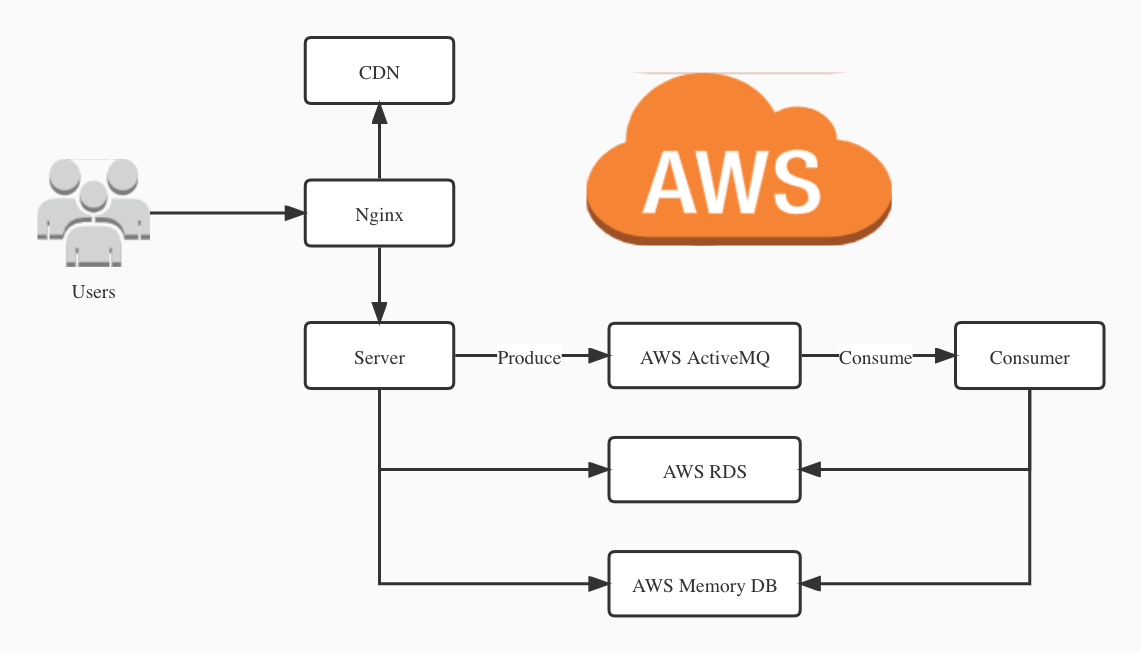 CDN
AWS
Nginx
Users
Server
Produce
AWS ActiveMQ
Consume
Consumer
AWS RDS
AWS Memory DB